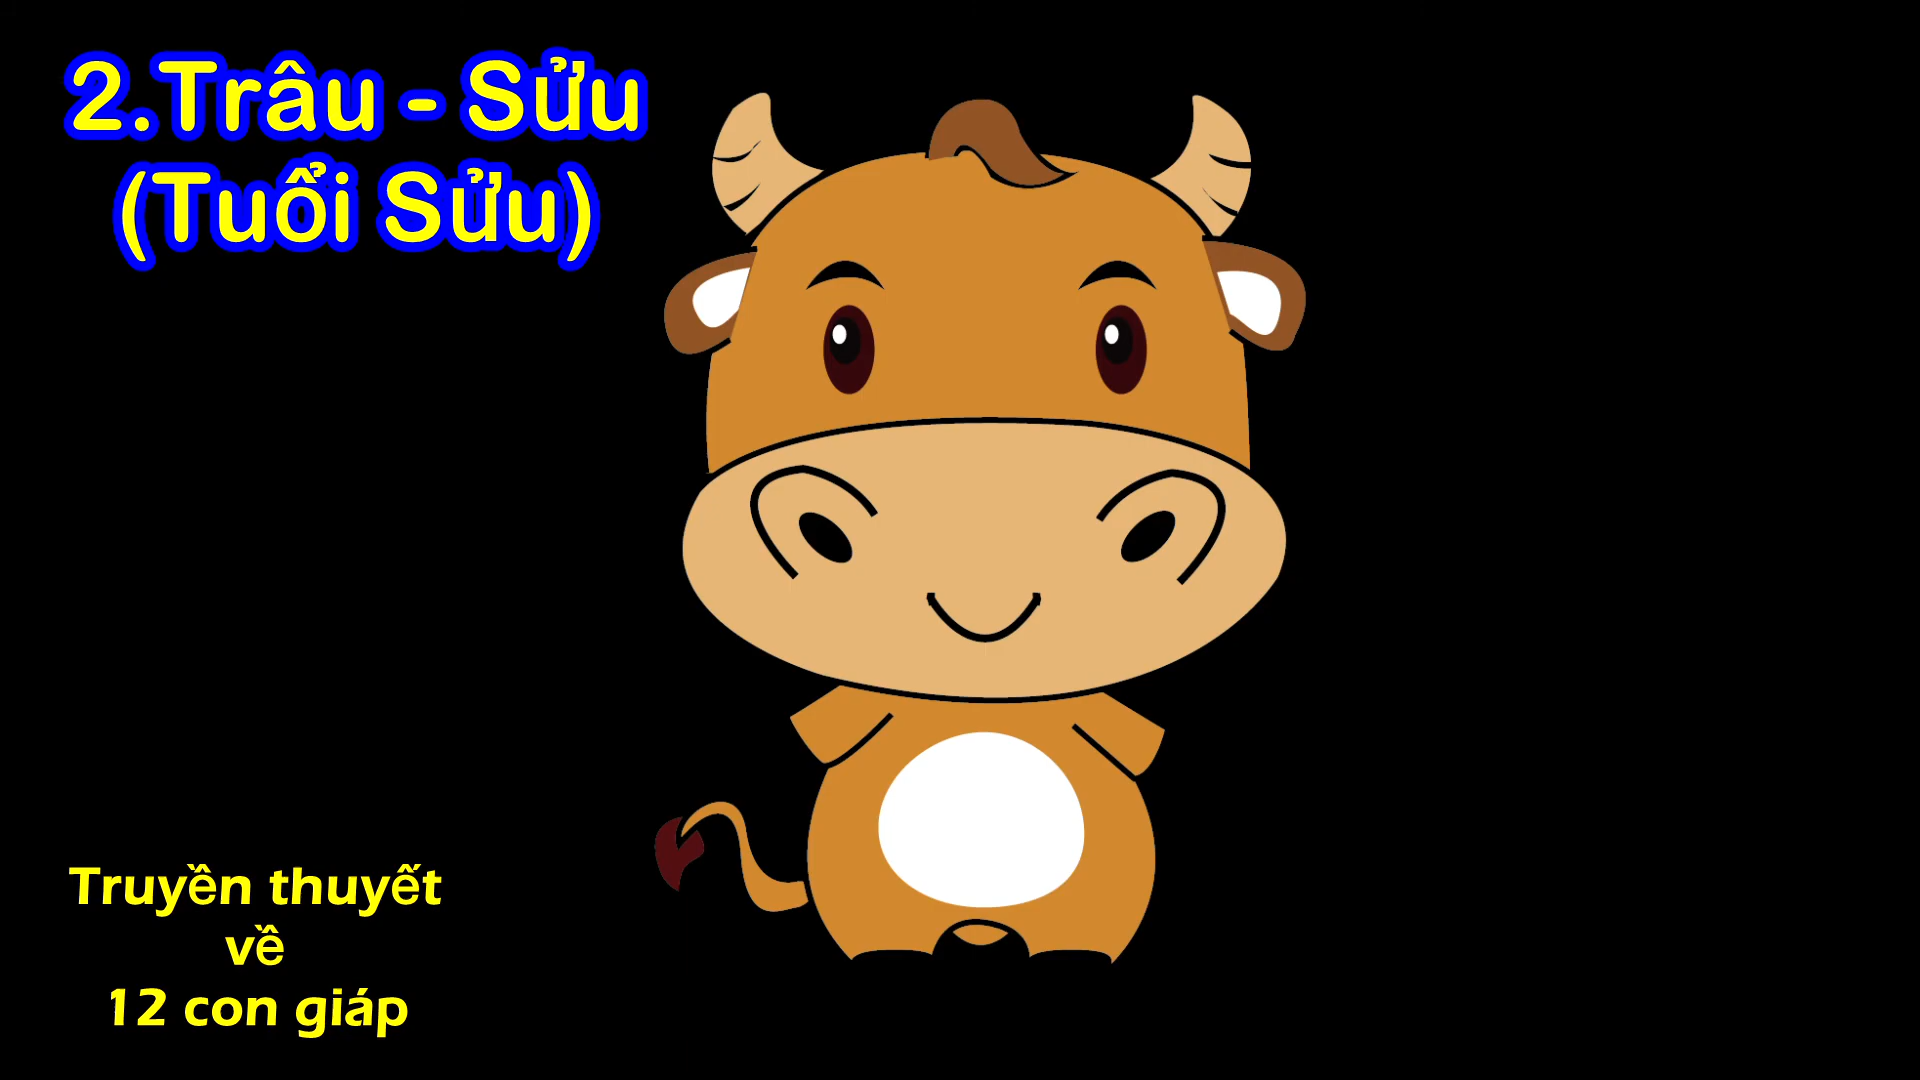 2.Trâu - Sửu
(Tuổi Sửu)
Truyền thuyết
về
12 con giáp